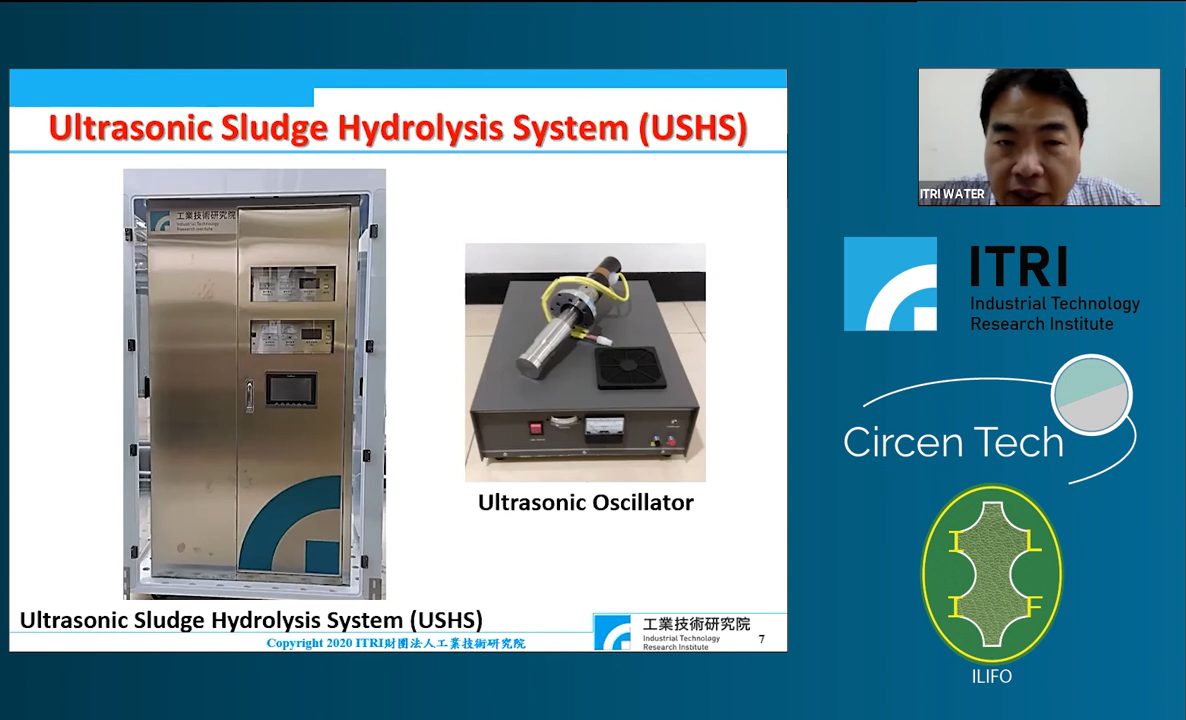 Ultrasonic Sludge Hydrolysis System (USHS)
工業技術研究院
Industrial Technology
Research Institute
Ultrasonic Oscillator
Ultrasonic Sludge Hydrolysis System (USHS)
Copyright 2020 ITRI財團法人工業技術研究院
工業技術研究院
Industrial Technology
Research Institute
7
ITRI WATER
ITRI
Industrial Technology
Research Institute
Circen Tech
I L
I F
ILIFO